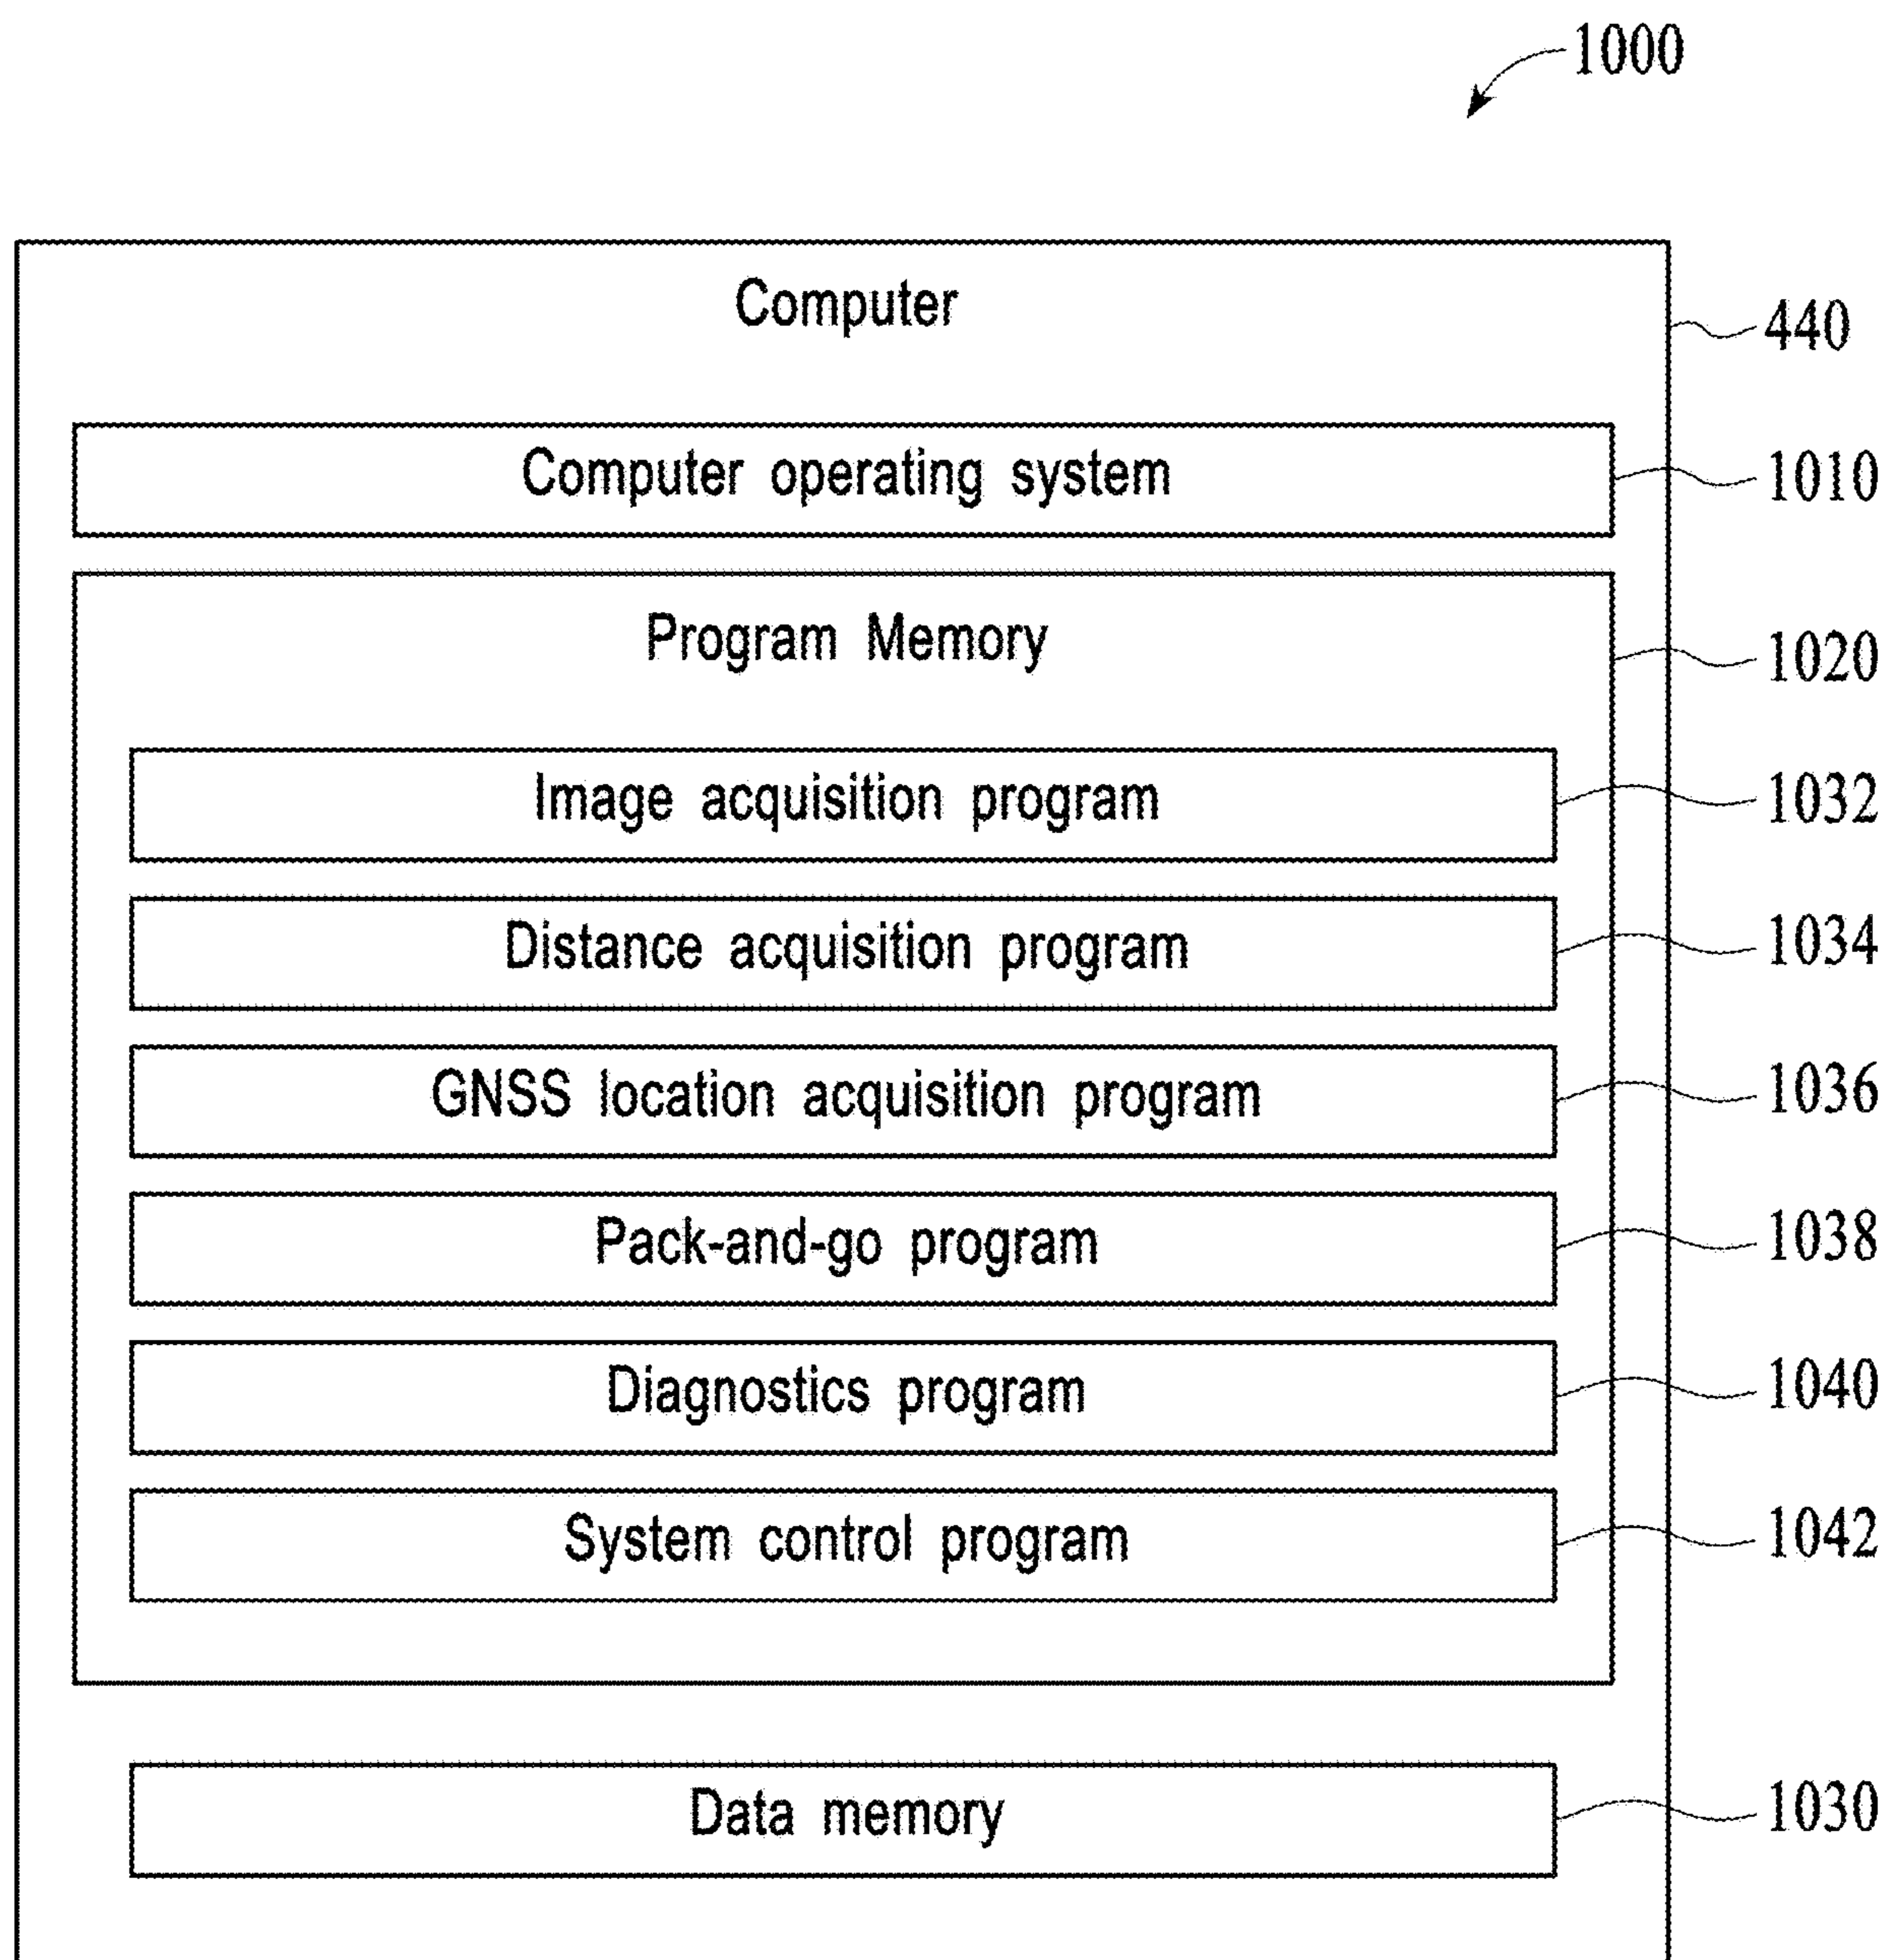 1000
Computer
440
Computer operating system
1010
Program Memory
1020
Image acquisition program
1032
Distance acquisition program
1034
GNSS location acquisition program
1036
Pack-and-go program
1038
Diagnostics program
1040
System control program
1042
Data memory
1030